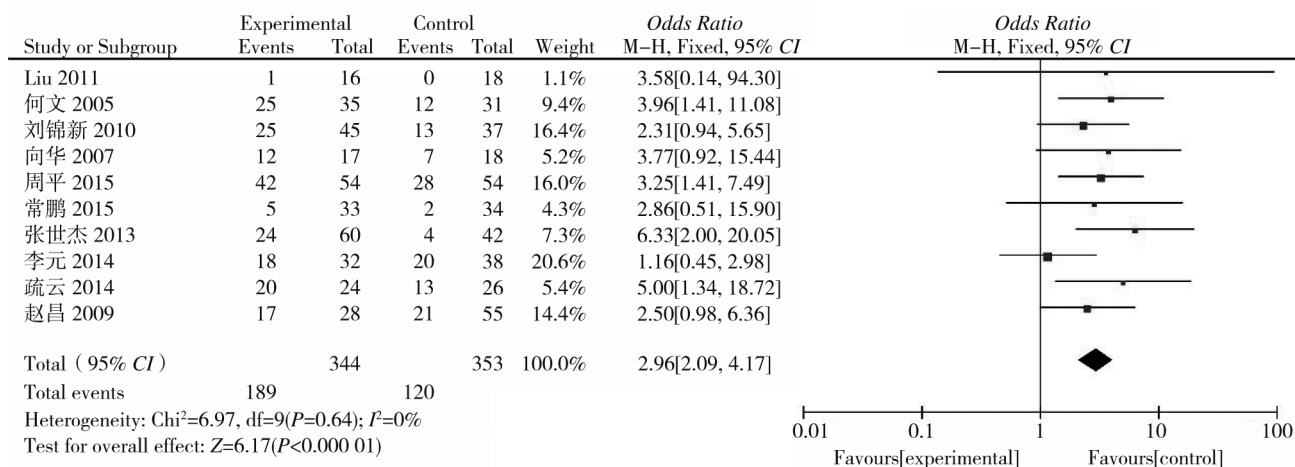 Experimental Control Odds Ratio Odds Ratio
Study or Subgroup Events Total Events Total Weight M-H, Fixed, 95% CI M-H, Fixed, 95% CI
Liu 2011 1 16 0 18 1.1% 3.58[0.14, 94.30]
何文 2005 25 35 12 31 9.4% 3.96[1.41, 11.08]
刘锦新 2010 25 45 13 37 16.4% 2.31[0.94, 5.65]
向华 2007 12 17 7 18 5.2% 3.77[0.92, 15.44]
周平 2015 42 54 28 54 16.0% 3.25[1.41, 7.49]
常鹏 2015 5 33 2 34 4.3% 2.86[0.51, 15.90]
张世杰 2013 24 60 4 42 7.3% 6.33[2.00, 20.05]
李元 2014 18 32 20 38 20.6% 1.16[0.45, 2.98]
疏云 2014 20 24 13 26 5.4% 5.00[1.34, 18.72]
赵昌 2009 17 28 21 55 14.4% 2.50[0.98, 6.36]
Total（95% CI） 344 353 100.0% 2.96[2.09, 4.17]
Total events 189 120
Heterogeneity: Chi²=6.97, df=9(P=0.64); I²=0%
Test for overall effect: Z=6.17(P<0.000 01)
0.01 0.1 1 10 100
Favours[experimental] Favours[control]